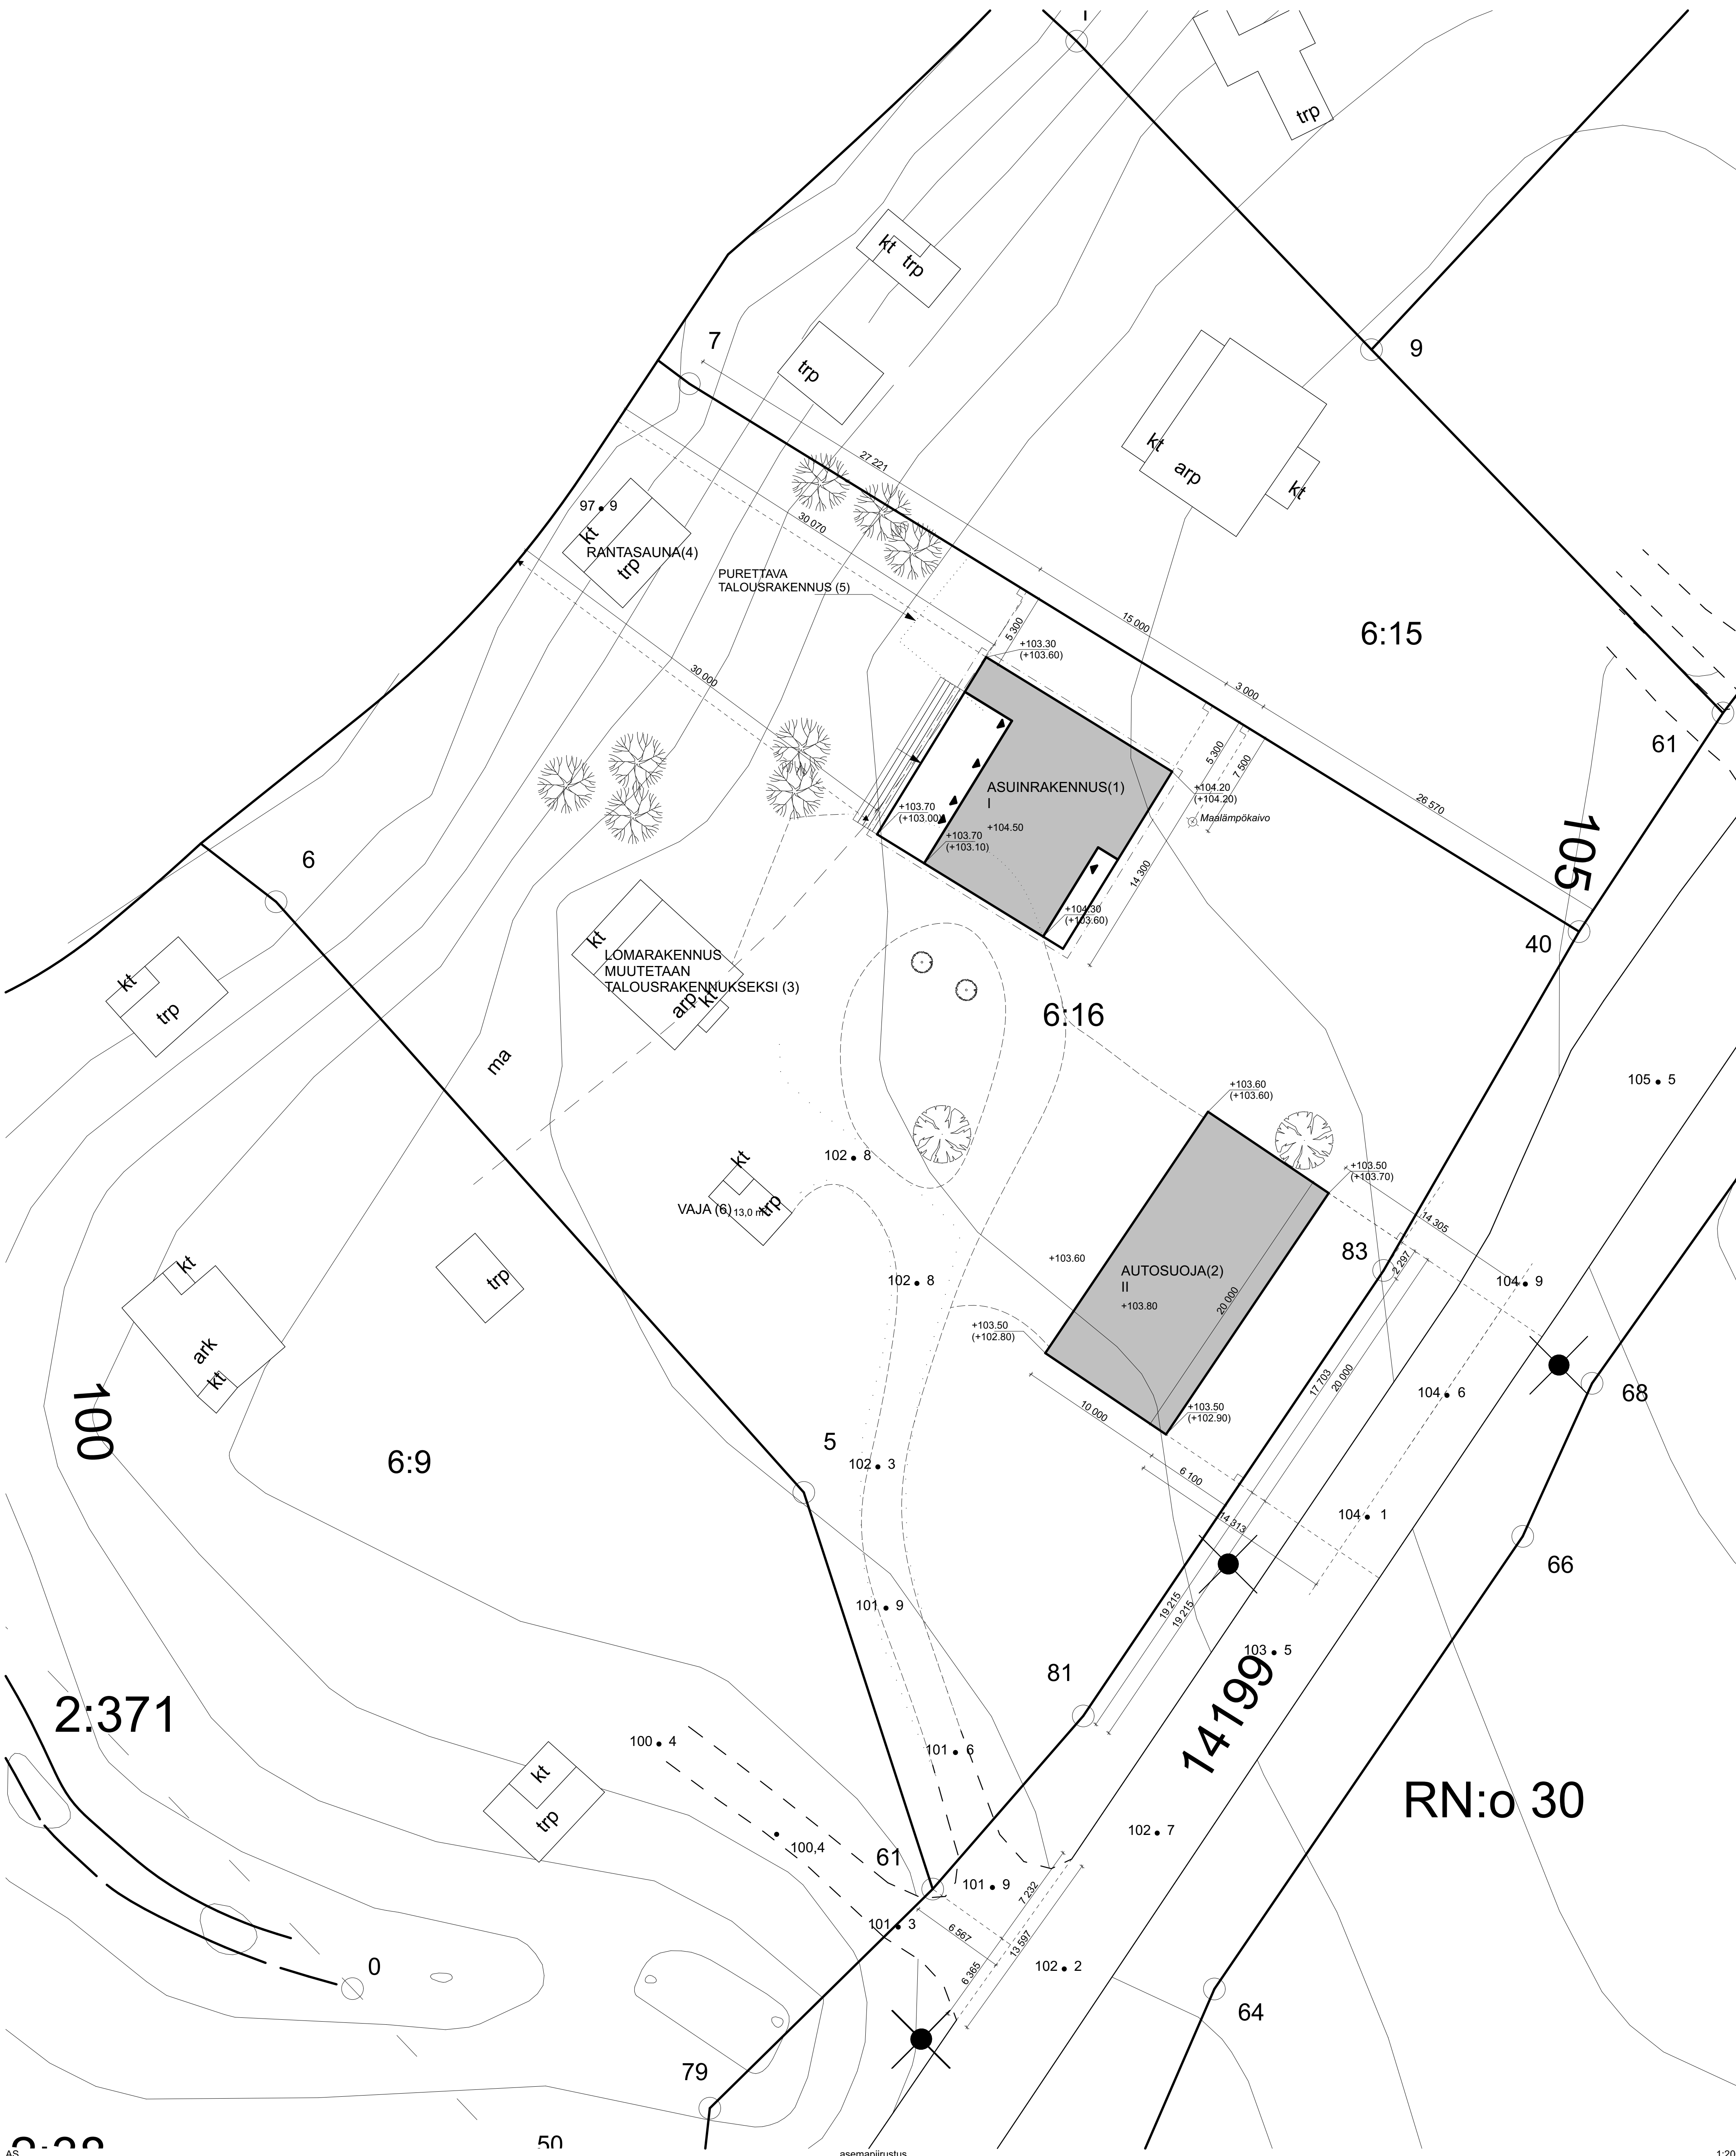 trp
9
kt
trp
7
trp
27 221
kt
arp
kt
97 9
kt
RANTASAUNA(4)
trp
30 070
PURETTAVA
TALOUSRAKENNUS (5)
30 000
5 300
15 000
+103.30
(+103.60)
3 000
6:15
61
5 300
7 500
ASUINRAKENNUS(1)
I
+104.50
+104.20
(+104.20)
Maalämpökaivo
+103.70
(+103.00)
+103.70
(+103.10)
26 570
105
14 300
6
+104.30
(+103.60)
40
kt
trp
kt
LOMARAKENNUS
MUUTETAAN
TALOUSRAKENNUKSEKSI (3)
arp
kt
6:16
ma
105 5
+103.60
(+103.60)
102 8
kt
VAJA (6)
13,0 m
trp
+103.50
(+103.70)
14 305
83
2 297
+103.60
AUTOSUOJA(2)
II
+103.80
20 000
102 8
104 9
kt
trp
ark
kt
+103.50
(+102.80)
17 703
20 000
104 6
68
100
10 000
+103.50
(+102.90)
5
6:9
102 3
6 100
14 313
104 1
66
101 9
19 215
19 215
103 5
81
14199
2:371
100 4
101 6
kt
trp
RN:o 30
100,4
102 7
61
101 9
7 232
101 3
6 567
13 597
6 365
102 2
0
64
79
50
AS
asemapiirustus
1:20